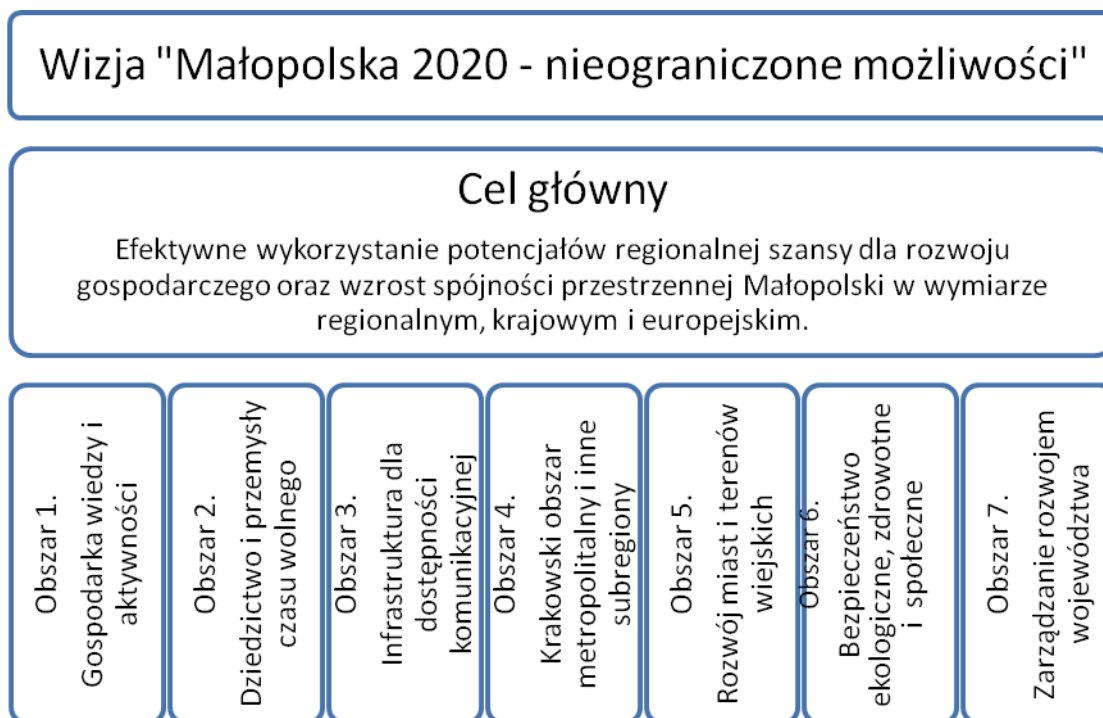 Wizja "Małopolska 2020 - nieograniczone możliwości"
Cel główny
Efektywne wykorzystanie potencjałów regionalnej szansy dla rozwoju
gospodarczego oraz wzrost spójności przestrzennej Małopolski w wymiarze
regionalnym, krajowym i europejskim.
Obszar 1.
Gospodarka wiedzy i
aktywności
Obszar 2.
Dziedzictwo i przemysły
czasu wolnego
Obszar 3.
Infrastruktura dla
dostępności
komunikacyjnej
Obszar 4.
Krakowski obszar
metropolitalny i inne
subregiony
Obszar 5.
Rozwój miast i terenów
wiejskich
Obszar 6.
Bezpieczeństwo
ekologiczne, zdrowotne
i społeczne
Obszar 7.
Zarządzanie rozwojem
województwa